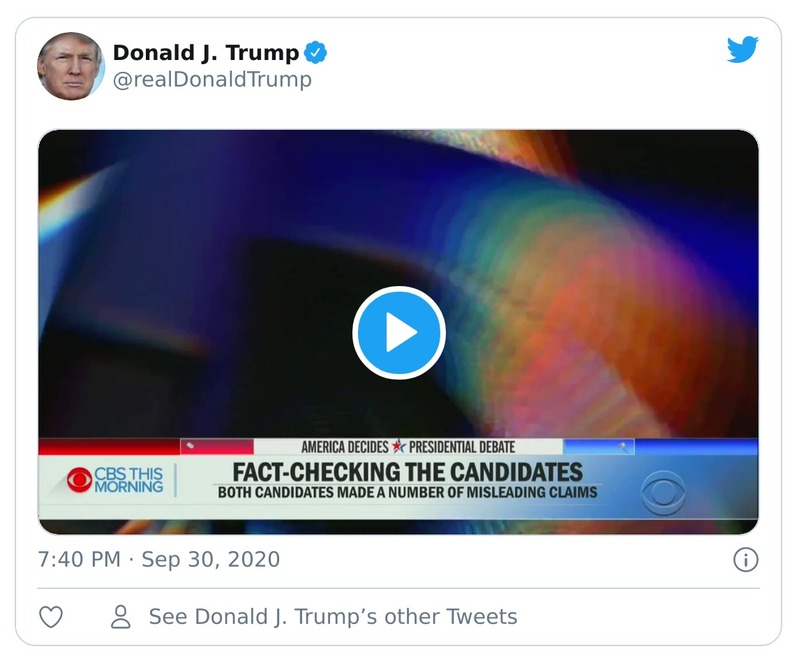 Donald J. Trump
@realDonaldTrump
AMERICA DECIDES PRESIDENTIAL DEBATE
CBS THIS
MORNING
FACT-CHECKING THE CANDIDATES
BOTH CANDIDATES MADE A NUMBER OF MISLEADING CLAIMS
7:40 PM · Sep 30, 2020
See Donald J. Trump’s other Tweets